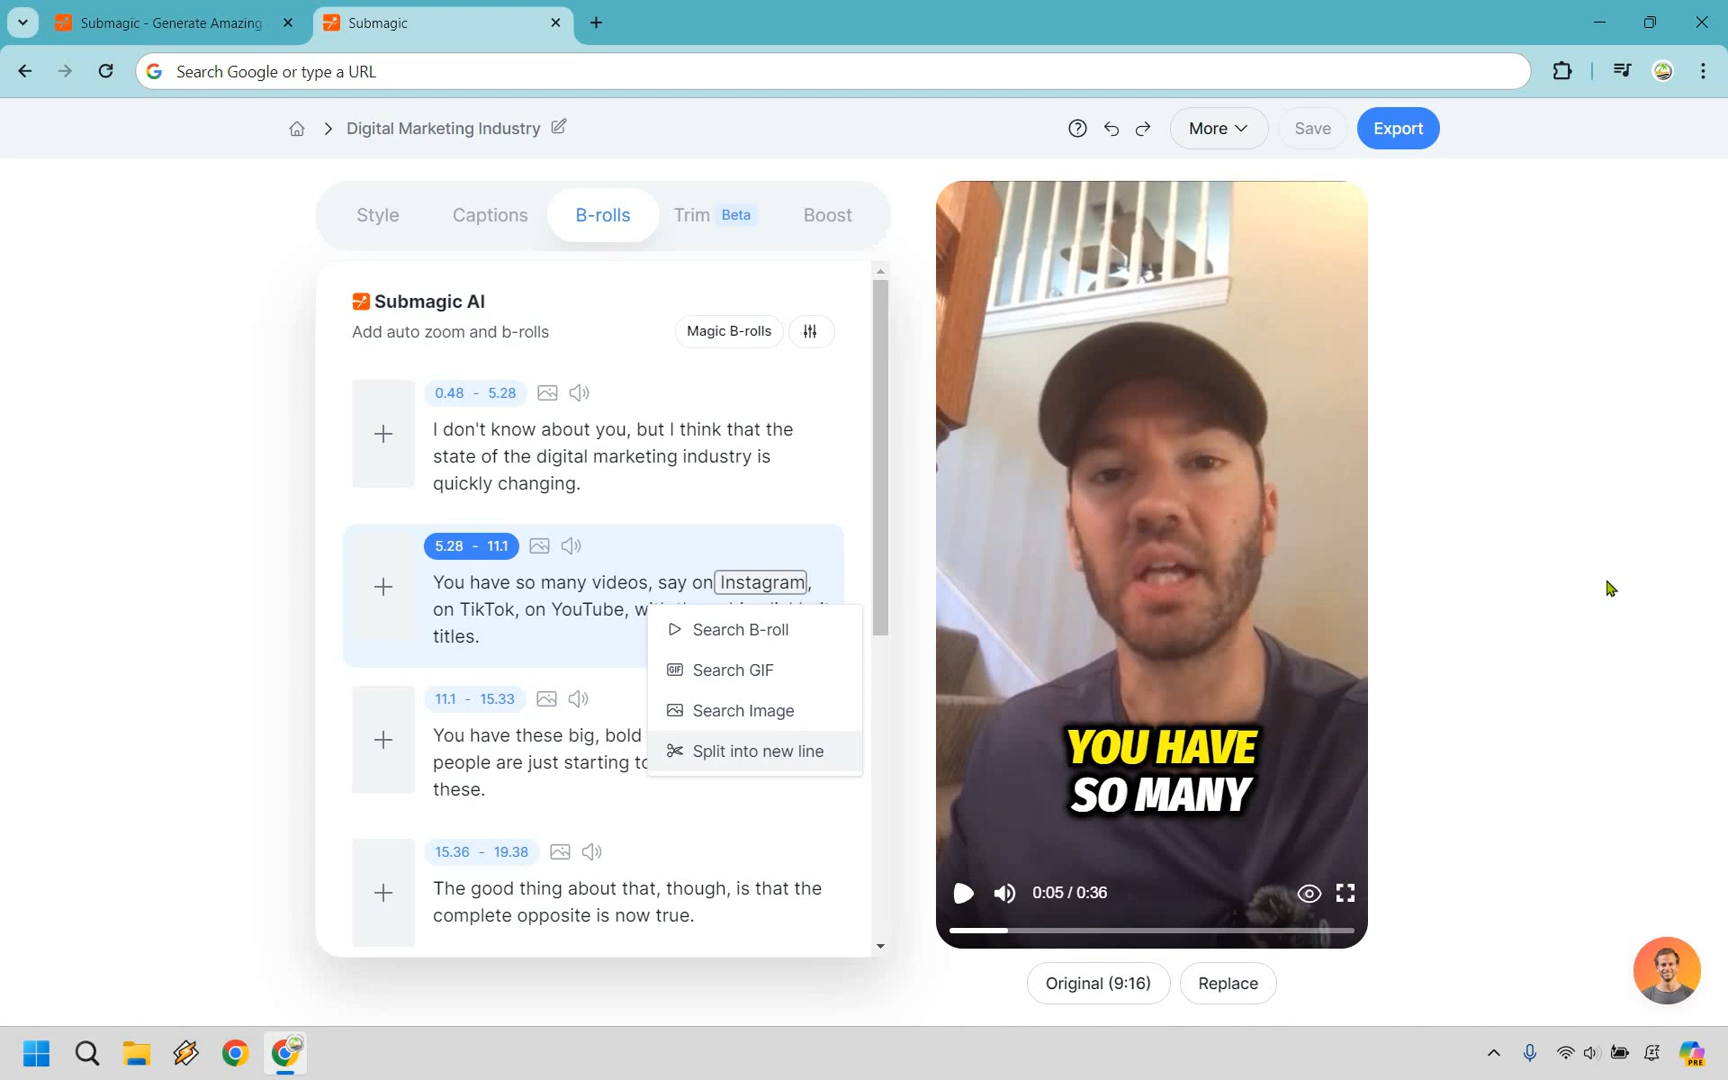 Submagic - Generate Amazing
Submagic
Search Google or type a URL
Digital Marketing Industry
More
Save
Export
Style
Captions
B-rolls
Trim
Beta
Boost
Submagic AI
Add auto zoom and b-rolls
Magic B-rolls
0.48 - 5.28
I don't know about you, but I think that the
state of the digital marketing industry is
quickly changing.
5.28 - 11.1
You have so many videos, say on Instagram,
on TikTok, on YouTube,
titles.
Search B-roll
GIF
Search GIF
Search Image
Split into new line
11.1 - 15.33
You have these big, bold
people are just starting to
these.
15.36 - 19.38
The good thing about that, though, is that the
complete opposite is now true.
YOU HAVE
SO MANY
0:05 / 0:36
Original (9:16)
Replace
PRE